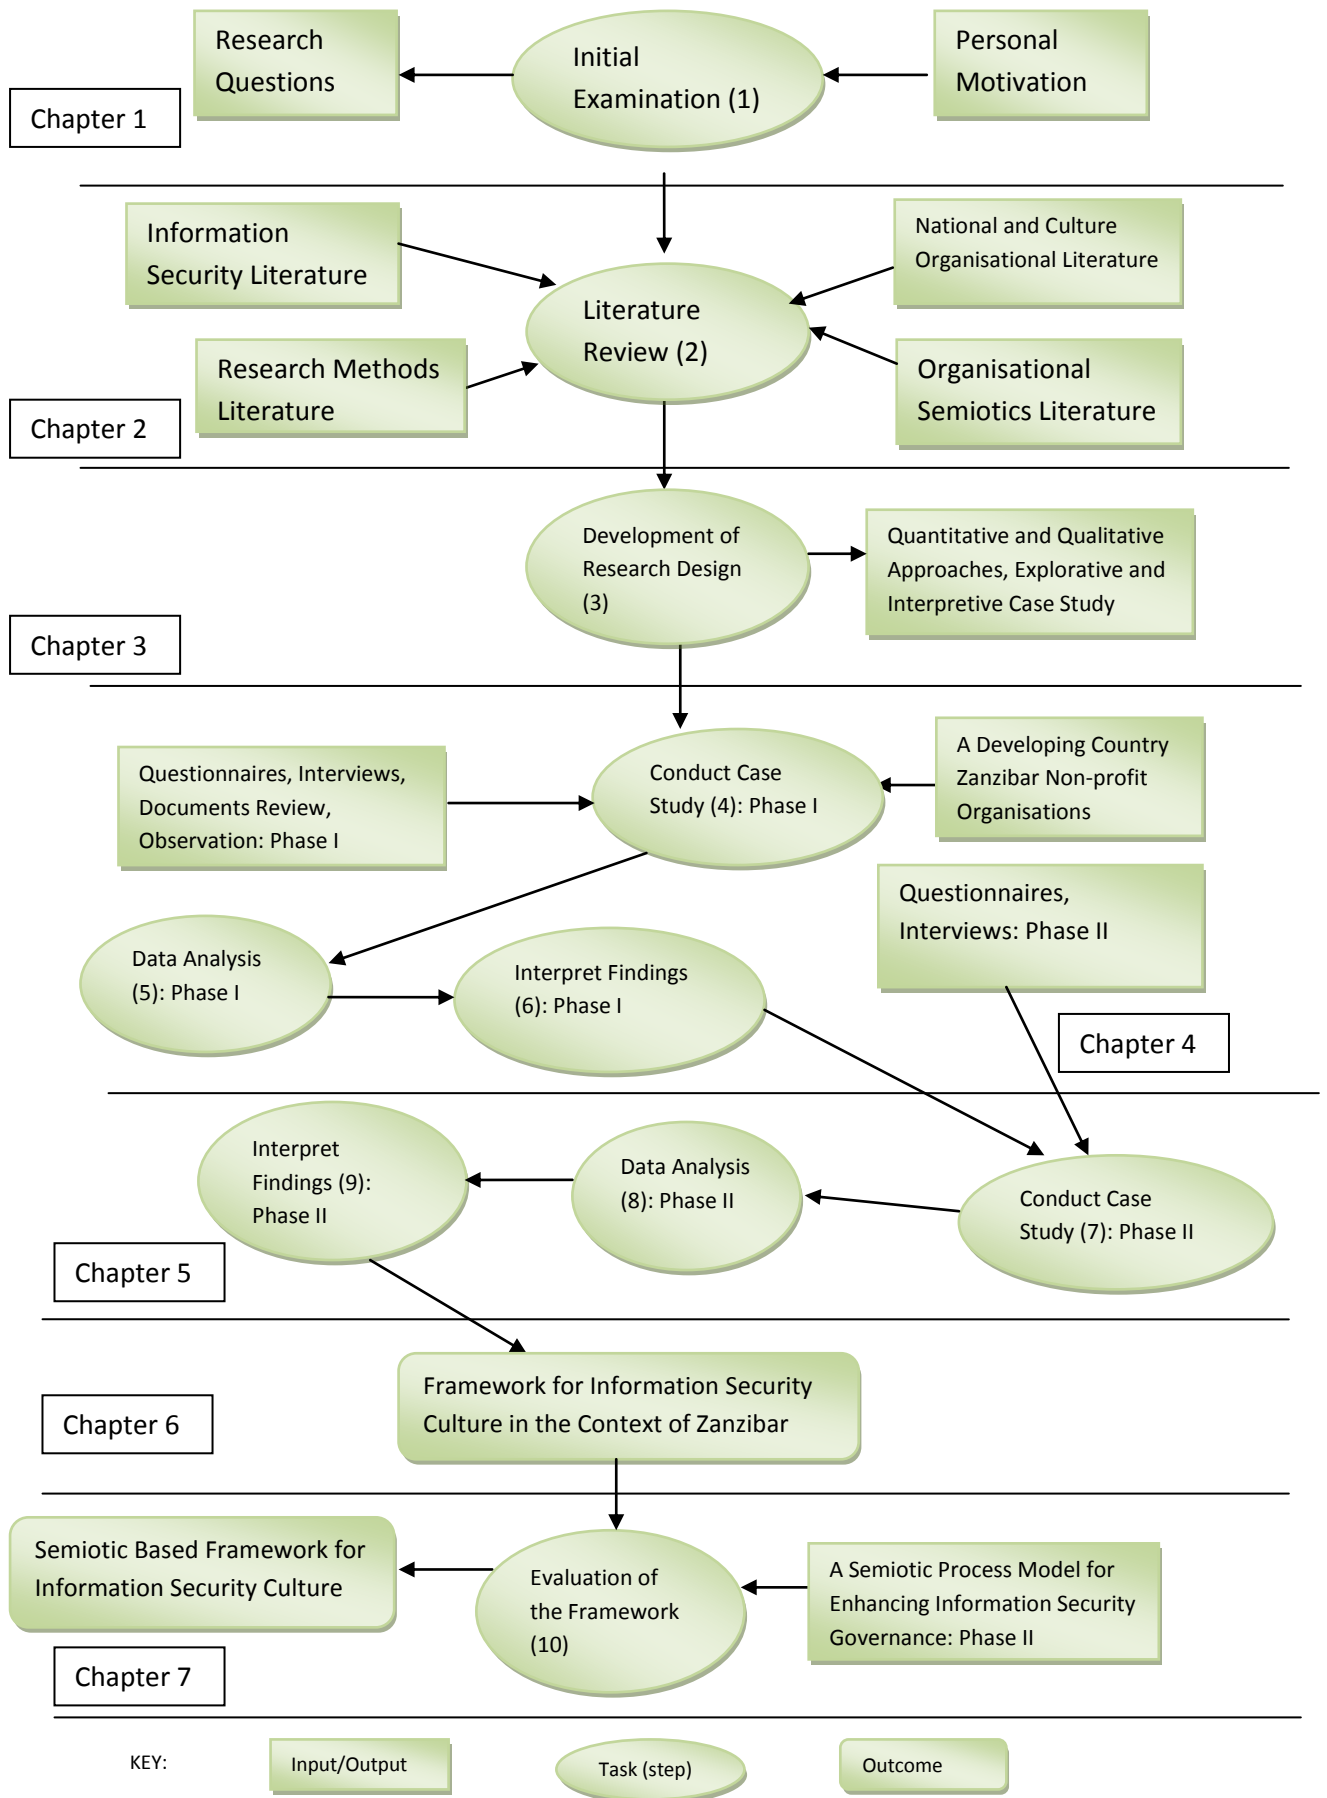 Research
Questions
Initial
Examination (1)
Personal
Motivation
Chapter 1
Information
Security Literature
National and Culture
Organisational Literature
Literature
Review (2)
Research Methods
Literature
Organisational
Semiotics Literature
Chapter 2
Development of
Research Design
(3)
Quantitative and Qualitative
Approaches, Explorative and
Interpretive Case Study
Chapter 3
Questionnaires, Interviews,
Documents Review,
Observation: Phase I
Conduct Case
Study (4): Phase I
A Developing Country
Zanzibar Non-profit
Organisations
Questionnaires,
Interviews: Phase II
Data Analysis
(5): Phase I
Interpret Findings
(6): Phase I
Chapter 4
Interpret
Findings (9):
Phase II
Data Analysis
(8): Phase II
Conduct Case
Study (7): Phase II
Chapter 5
Framework for Information Security
Culture in the Context of Zanzibar
Chapter 6
Semiotic Based Framework for
Information Security Culture
Evaluation of
the Framework
(10)
A Semiotic Process Model for
Enhancing Information Security
Governance: Phase II
Chapter 7
KEY:
Input/Output
Task (step)
Outcome